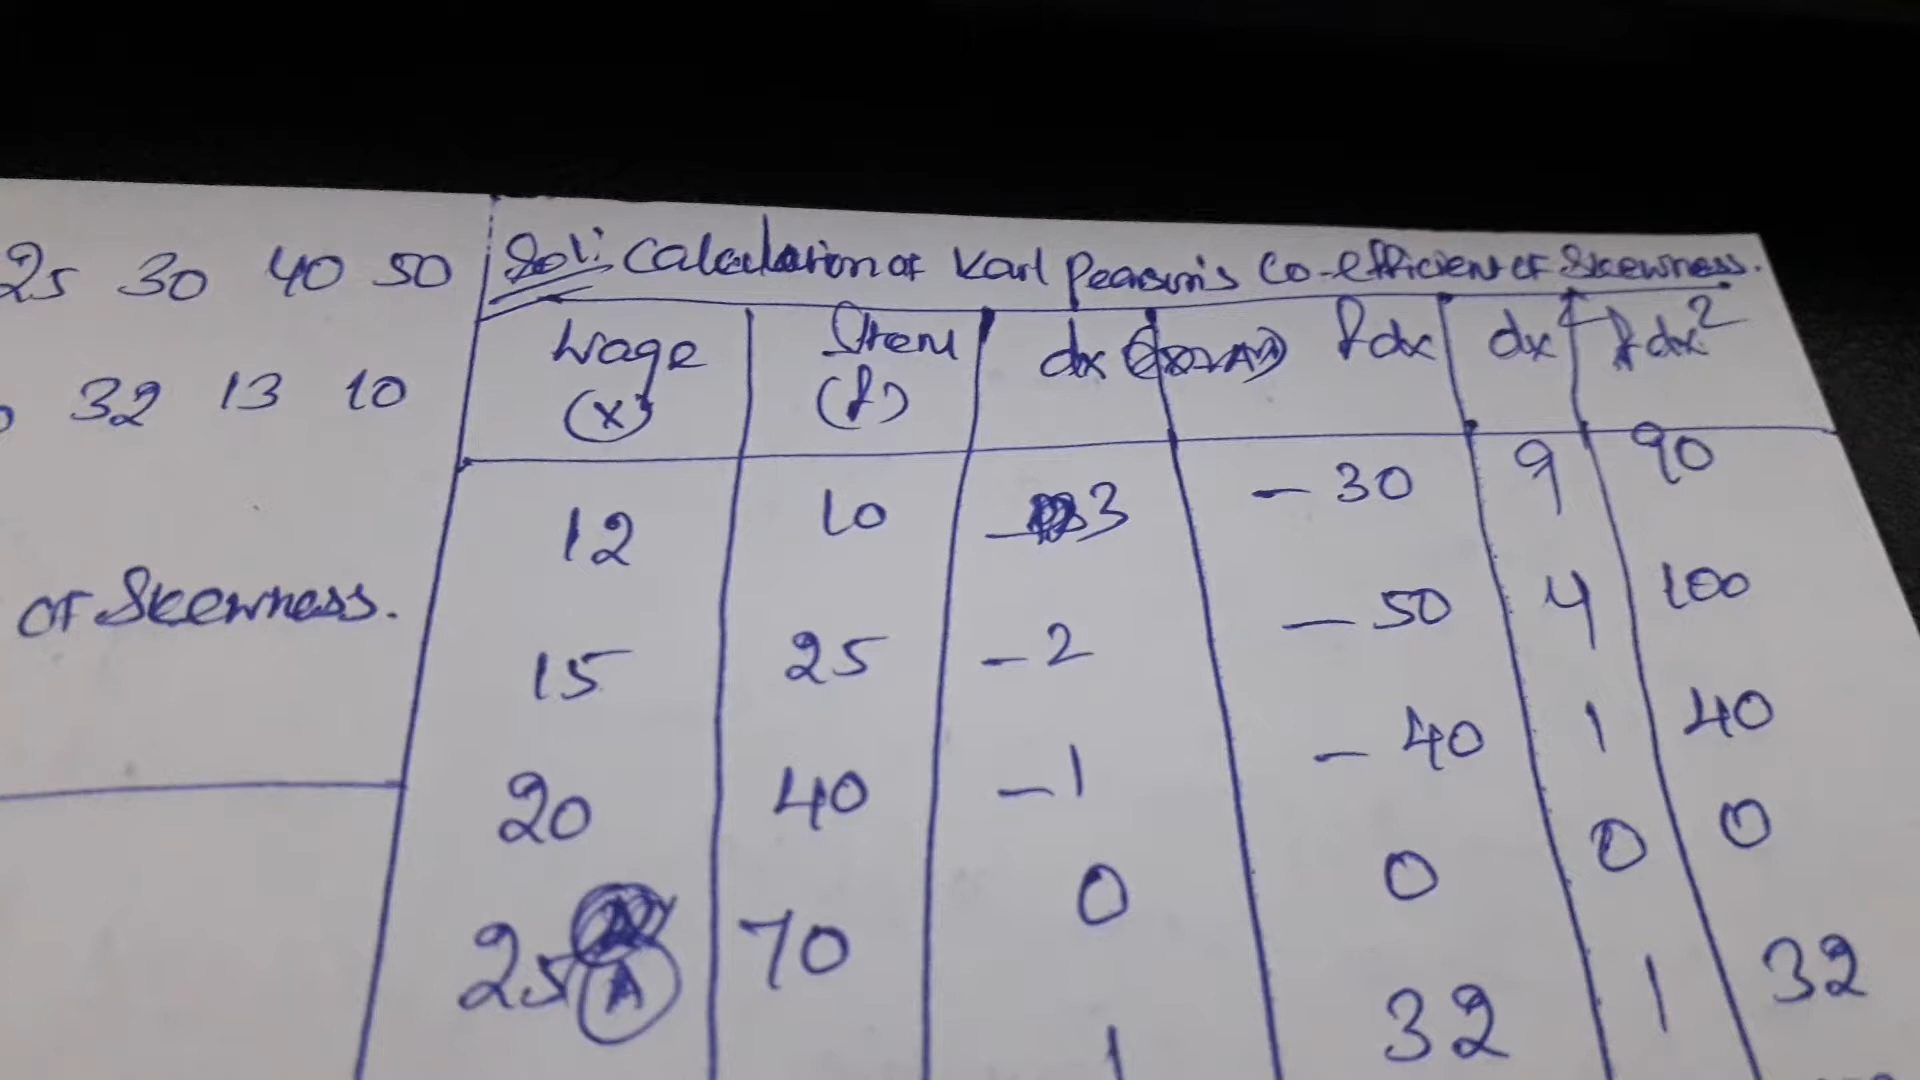 25 30 40 50
32 13 10
of Skewness.
Sol: Calculation of Karl Pearson's Co-efficient of Skewness.
Wage (x) Item (f) dx fdx dx² fdx²
12 10 -3 -30 9 90
15 25 -2 -50 4 100
20 40 -1 -40 1 40
25 A 70 0 0 0 0
1 32 1 32